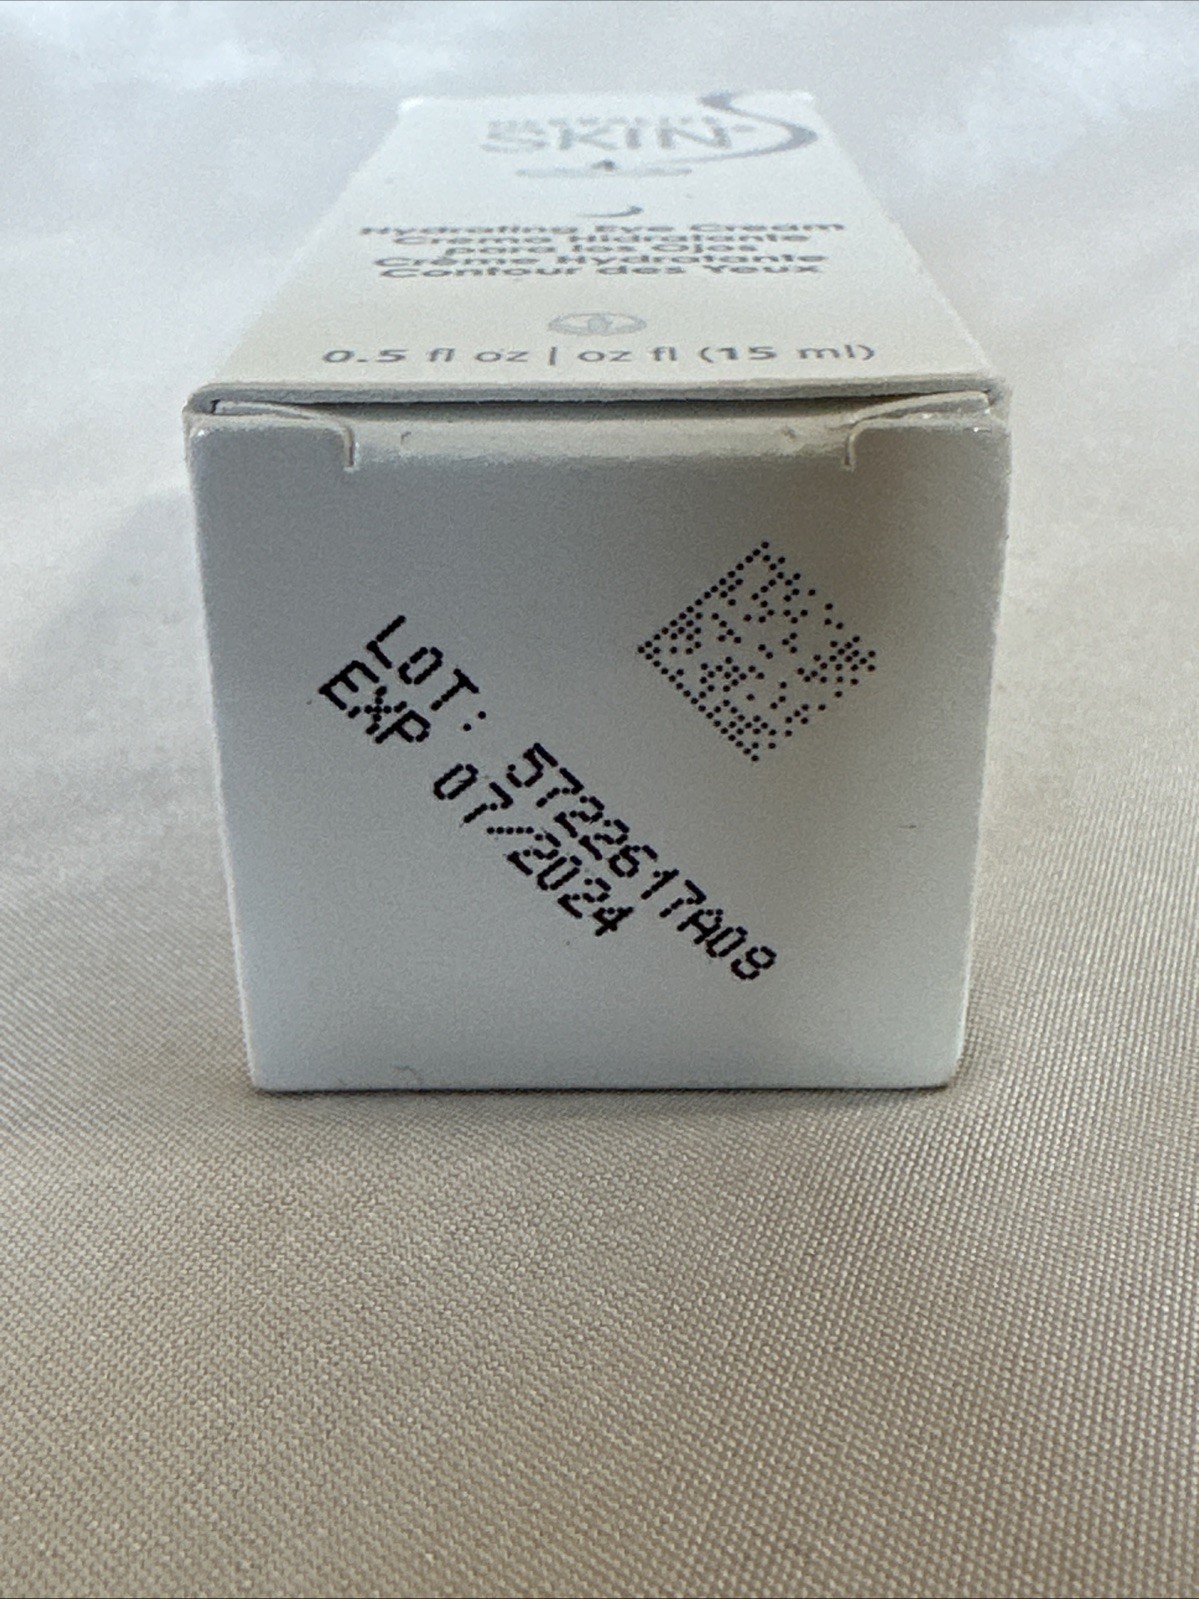 HERBALIFE
SKIN
Hydrating Eye Cream
Crema Hidratante
para los Ojos
Crème Hydratante
Contour des Yeux
0.5 fl oz | oz fl (15 ml)
LOT: 5722617A09
EXP 07/2024